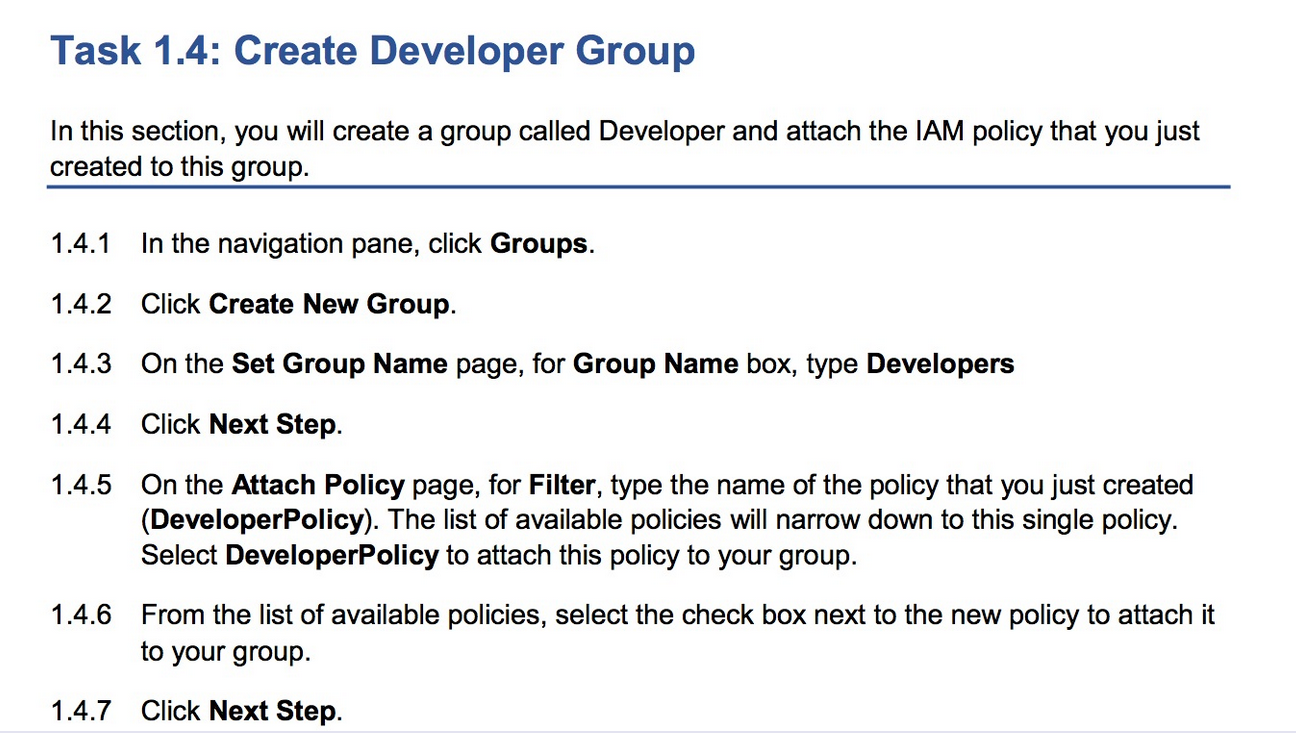 Task 1.4: Create Developer Group
In this section, you will create a group called Developer and attach the IAM policy that you just
created to this group.
1.4.1 In the navigation pane, click Groups.
1.4.2 Click Create New Group.
1.4.3 On the Set Group Name page, for Group Name box, type Developers
1.4.4 Click Next Step.
1.4.5 On the Attach Policy page, for Filter, type the name of the policy that you just created
(DeveloperPolicy). The list of available policies will narrow down to this single policy.
Select DeveloperPolicy to attach this policy to your group.
1.4.6 From the list of available policies, select the check box next to the new policy to attach it
to your group.
1.4.7 Click Next Step.